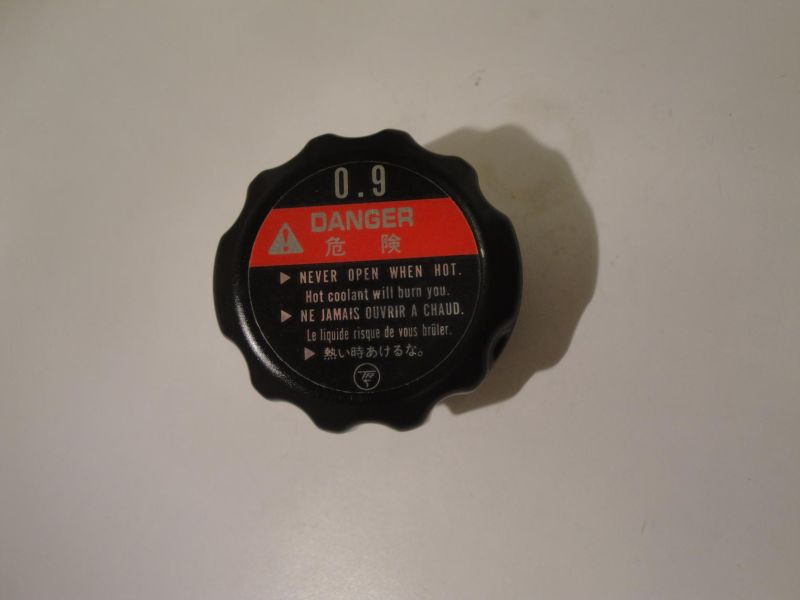 0.9
DANGER
危険
NEVER OPEN WHEN HOT.
Hot coolant will burn you.
NE JAMAIS OUVRIR A CHAUD.
Le liquide risque de vous brûler.
熱い時あけるな。